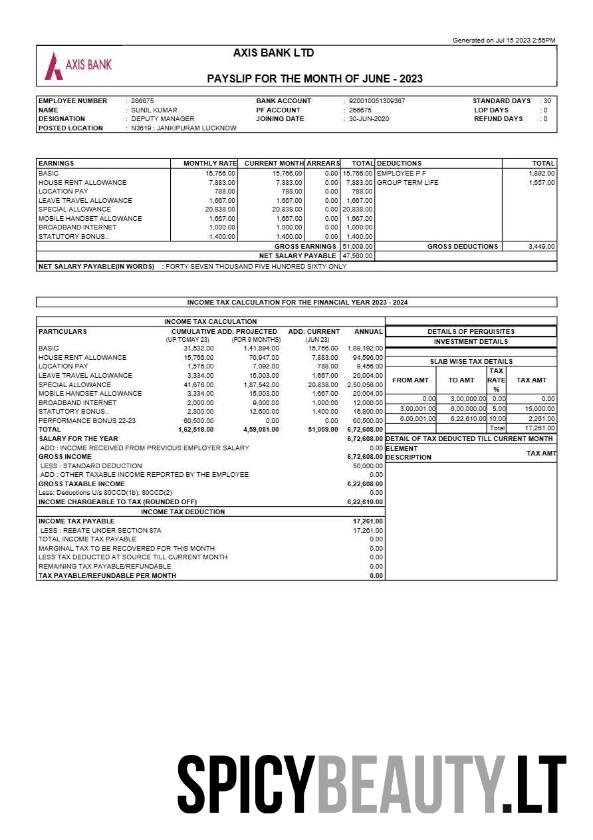 Generated on Jul 15 2023 2:55PM
AXIS BANK LTD
AXIS BANK
PAYSLIP FOR THE MONTH OF JUNE - 2023
EMPLOYEE NUMBER : 266675 BANK ACCOUNT : 920010051309367 STANDARD DAYS : 30
NAME : SUNIL KUMAR PF ACCOUNT : 266675 LOP DAYS : 0
DESIGNATION : DEPUTY MANAGER JOINING DATE : 30-JUN-2020 REFUND DAYS : 0
POSTED LOCATION : N3619 : JANKIPURAM LUCKNOW
EARNINGS MONTHLY RATE CURRENT MONTH ARREARS TOTAL DEDUCTIONS TOTAL
BASIC 15,766.00 15,766.00 0.00 15,766.00 EMPLOYEE P F 1,892.00
HOUSE RENT ALLOWANCE 7,883.00 7,883.00 0.00 7,883.00 GROUP TERM LIFE 1,557.00
LOCATION PAY 788.00 788.00 0.00 788.00
LEAVE TRAVEL ALLOWANCE 1,667.00 1,667.00 0.00 1,667.00
SPECIAL ALLOWANCE 20,838.00 20,838.00 0.00 20,838.00
MOBILE HANDSET ALLOWANCE 1,667.00 1,667.00 0.00 1,667.00
BROADBAND INTERNET 1,000.00 1,000.00 0.00 1,000.00
STATUTORY BONUS.. 1,400.00 1,400.00 0.00 1,400.00
GROSS EARNINGS 51,009.00 GROSS DEDUCTIONS 3,449.00
NET SALARY PAYABLE 47,560.00
NET SALARY PAYABLE(IN WORDS) : FORTY SEVEN THOUSAND FIVE HUNDRED SIXTY ONLY
INCOME TAX CALCULATION FOR THE FINANCIAL YEAR 2023 - 2024
INCOME TAX CALCULATION
PARTICULARS CUMULATIVE ADD: PROJECTED ADD: CURRENT ANNUAL DETAILS OF PERQUISITES
(UP TOMAY 23) (FOR 9 MONTHS) (JUN 23) INVESTMENT DETAILS
BASIC 31,532.00 1,41,894.00 15,766.00 1,89,192.00
HOUSE RENT ALLOWANCE 15,766.00 70,947.00 7,883.00 94,596.00 SLAB WISE TAX DETAILS
LOCATION PAY 1,576.00 7,092.00 788.00 9,456.00
LEAVE TRAVEL ALLOWANCE 3,334.00 15,003.00 1,667.00 20,004.00 FROM AMT TO AMT TAX RATE % TAX AMT
SPECIAL ALLOWANCE 41,676.00 1,87,542.00 20,838.00 2,50,056.00
MOBILE HANDSET ALLOWANCE 3,334.00 15,003.00 1,667.00 20,004.00
BROADBAND INTERNET 2,000.00 9,000.00 1,000.00 12,000.00 0.00 3,00,000.00 0.00 0.00
STATUTORY BONUS.. 2,800.00 12,600.00 1,400.00 16,800.00 3,00,001.00 6,00,000.00 5.00 15,000.00
PERFORMANCE BONUS 22-23 60,500.00 0.00 0.00 60,500.00 6,00,001.00 6,22,610.00 10.00 2,261.00
TOTAL 1,62,518.00 4,59,081.00 51,009.00 6,72,608.00 Total 17,261.00
SALARY FOR THE YEAR 6,72,608.00 DETAIL OF TAX DEDUCTED TILL CURRENT MONTH
ADD : INCOME RECEIVED FROM PREVIOUS EMPLOYER SALARY 0.00 ELEMENT TAX AMT
GROSS INCOME 6,72,608.00 DESCRIPTION
LESS : STANDARD DEDUCTION 50,000.00
ADD : OTHER TAXABLE INCOME REPORTED BY THE EMPLOYEE 0.00
GROSS TAXABLE INCOME 6,22,608.00
Less: Deductions U/s 80CCD(1b), 80CCD(2) 0.00
INCOME CHARGEABLE TO TAX (ROUNDED OFF) 6,22,610.00
INCOME TAX DEDUCTION
INCOME TAX PAYABLE 17,261.00
LESS : REBATE UNDER SECTION 87A 17,261.00
TOTAL INCOME TAX PAYABLE 0.00
MARGINAL TAX TO BE RECOVERED FOR THIS MONTH 0.00
LESS TAX DEDUCTED AT SOURCE TILL CURRENT MONTH 0.00
REMAINING TAX PAYABLE/REFUNDABLE 0.00
TAX PAYABLE/REFUNDABLE PER MONTH 0.00
SPICYBEAUTY.LT